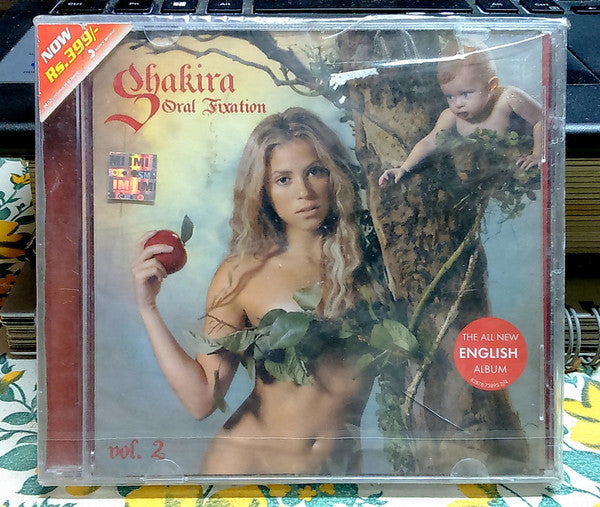 NOW
Rs.399/-
Shakira
Oral Fixation
THE ALL NEW
ENGLISH
ALBUM
vol. 2